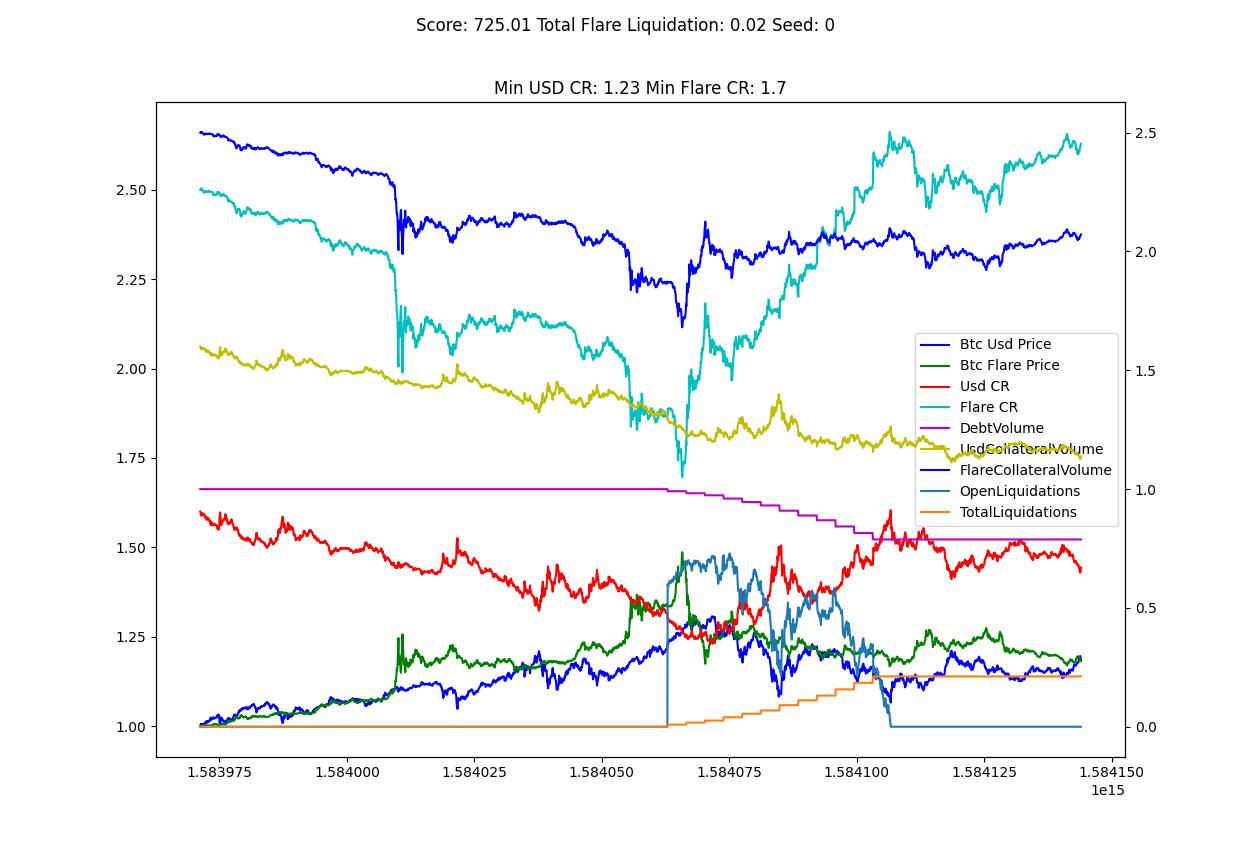 Score: 725.01 Total Flare Liquidation: 0.02 Seed: 0
Min USD CR: 1.23 Min Flare CR: 1.7
2.50
2.25
2.00
1.75
1.50
1.25
1.00
2.5
2.0
1.5
1.0
0.5
0.0
Btc Usd Price
Btc Flare Price
Usd CR
Flare CR
DebtVolume
UsdCollateralVolume
FlareCollateralVolume
OpenLiquidations
TotalLiquidations
1.583975 1.584000 1.584025 1.584050 1.584075 1.584100 1.584125 1.584150
1e15